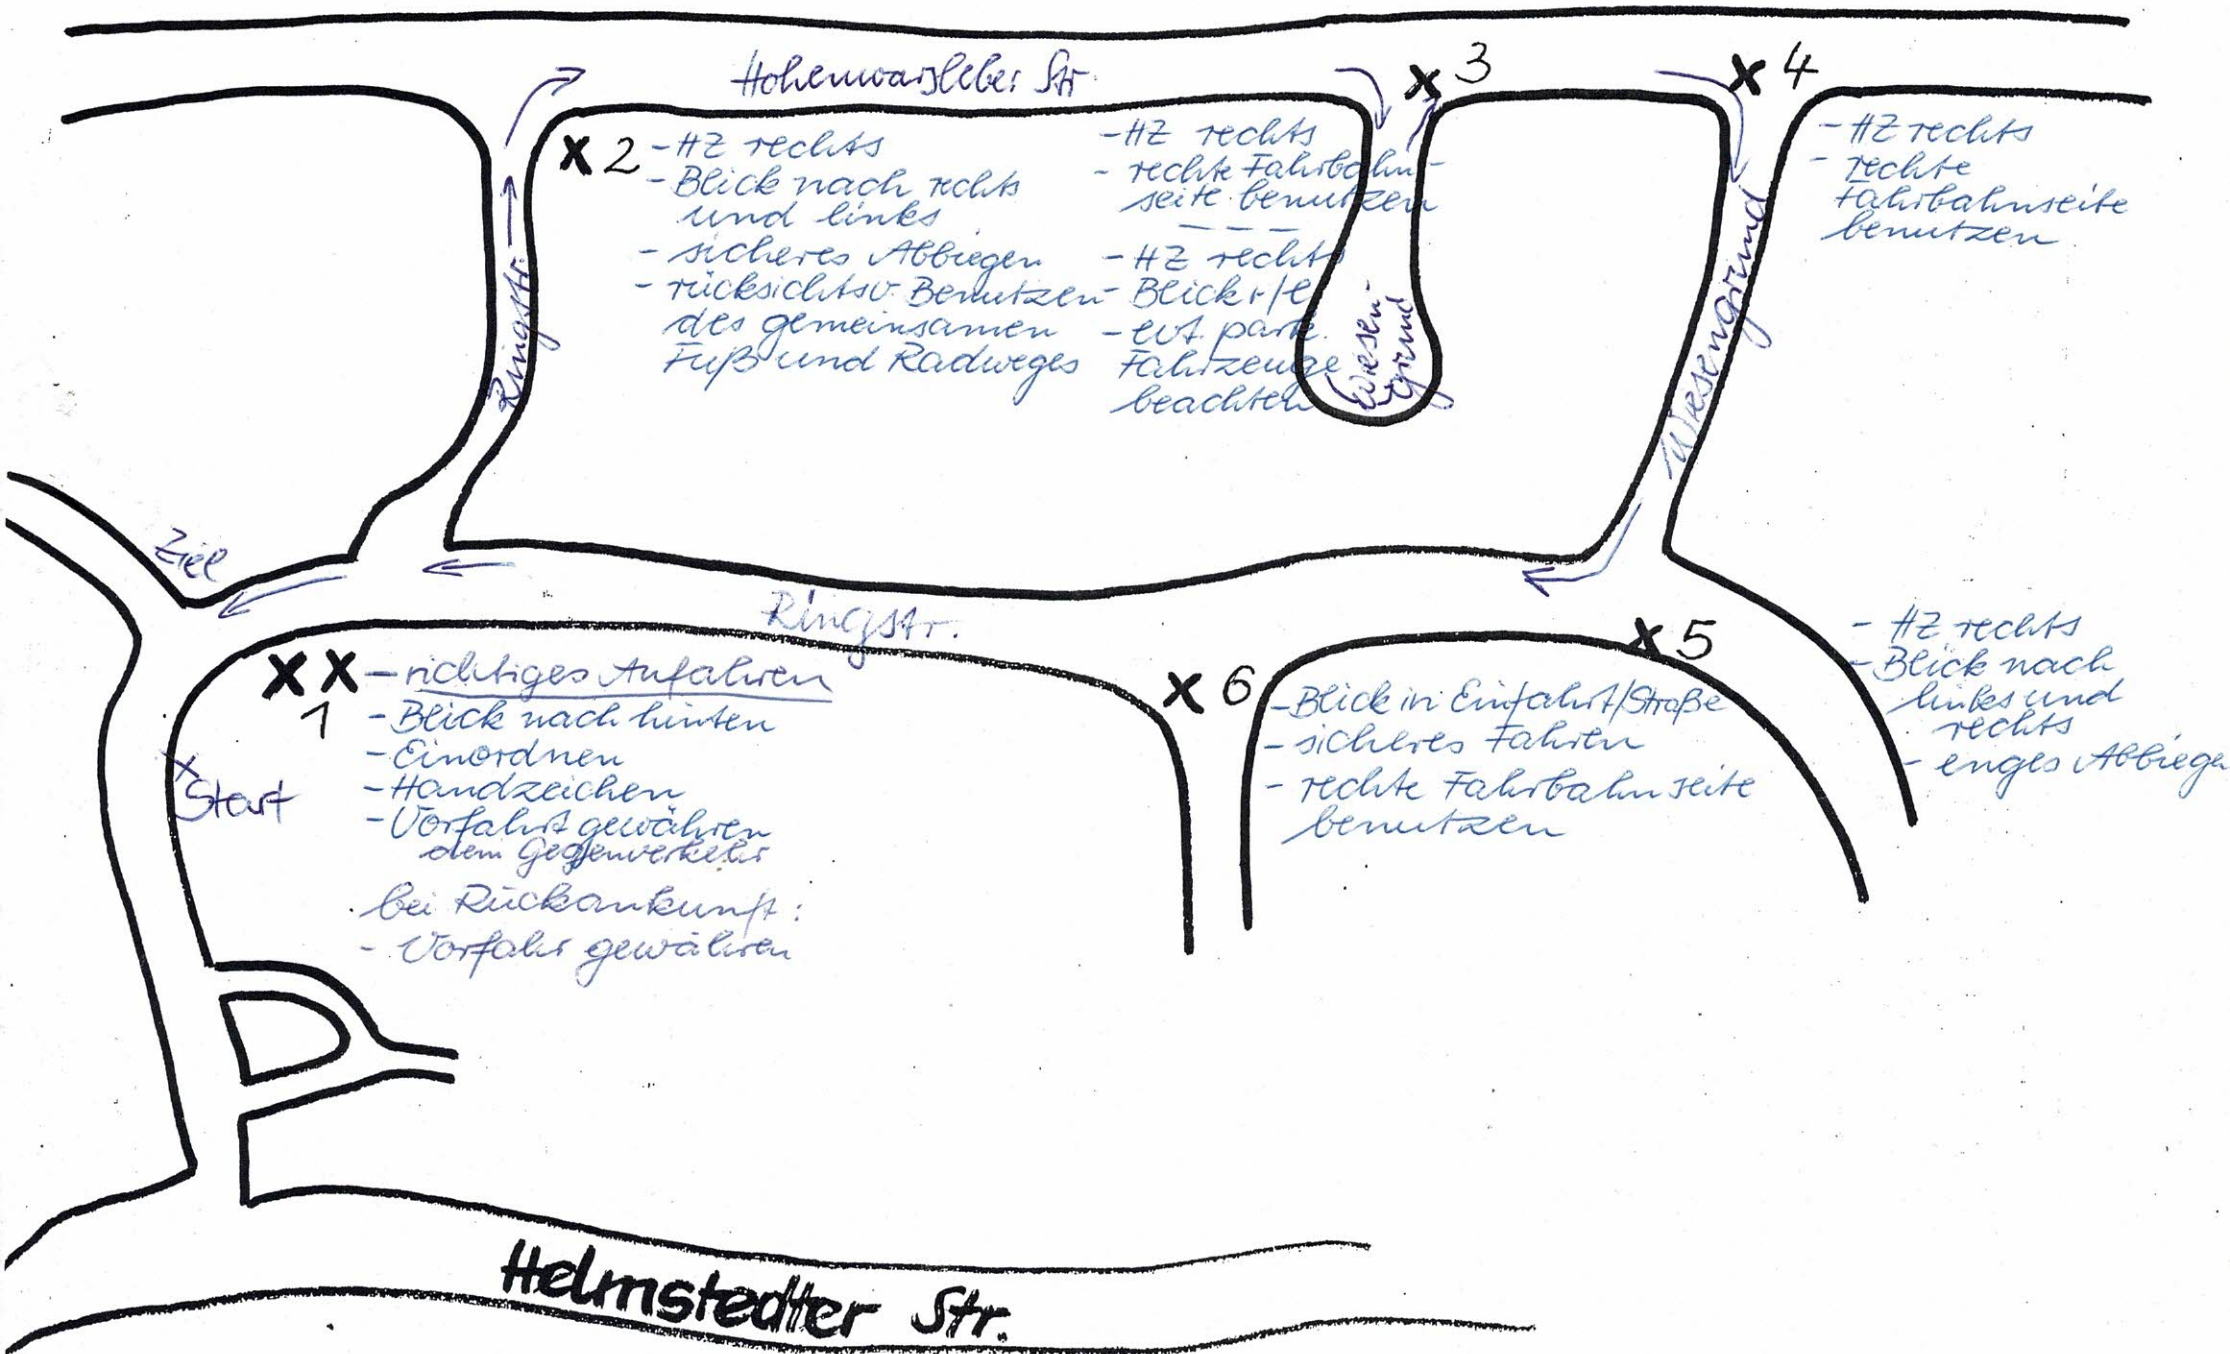 Hohenwarsleber Str.
3
4
2
- HZ rechts
- Blick nach rechts
und links
- sicheres Abbiegen
- rücksichtsv. Benutzen
des gemeinsamen
Fuß und Radweges
- HZ rechts
- rechte Fahrbahn-
seite benutzen
- HZ rechts
- Blick r/l
- evt. park.
Fahrzeuge
beachten
- HZ rechts
- rechte
Fahrbahnseite
benutzen
Ringstr.
Wiesen-
grund
Wiesengrund
Ziel
Ringstr.
5
- HZ rechts
- Blick nach
links und
rechts
- enges Abbiegen
1
- richtiges Anfahren
- Blick nach hinten
- Einordnen
- Handzeichen
- Vorfahrt gewähren
dem Gegenverkehr
bei Rückankunft:
- Vorfahr gewähren
Start
6
- Blick in Einfahrt/Straße
- sicheres Fahren
- rechte Fahrbahnseite
benutzen
Helmstedter Str.